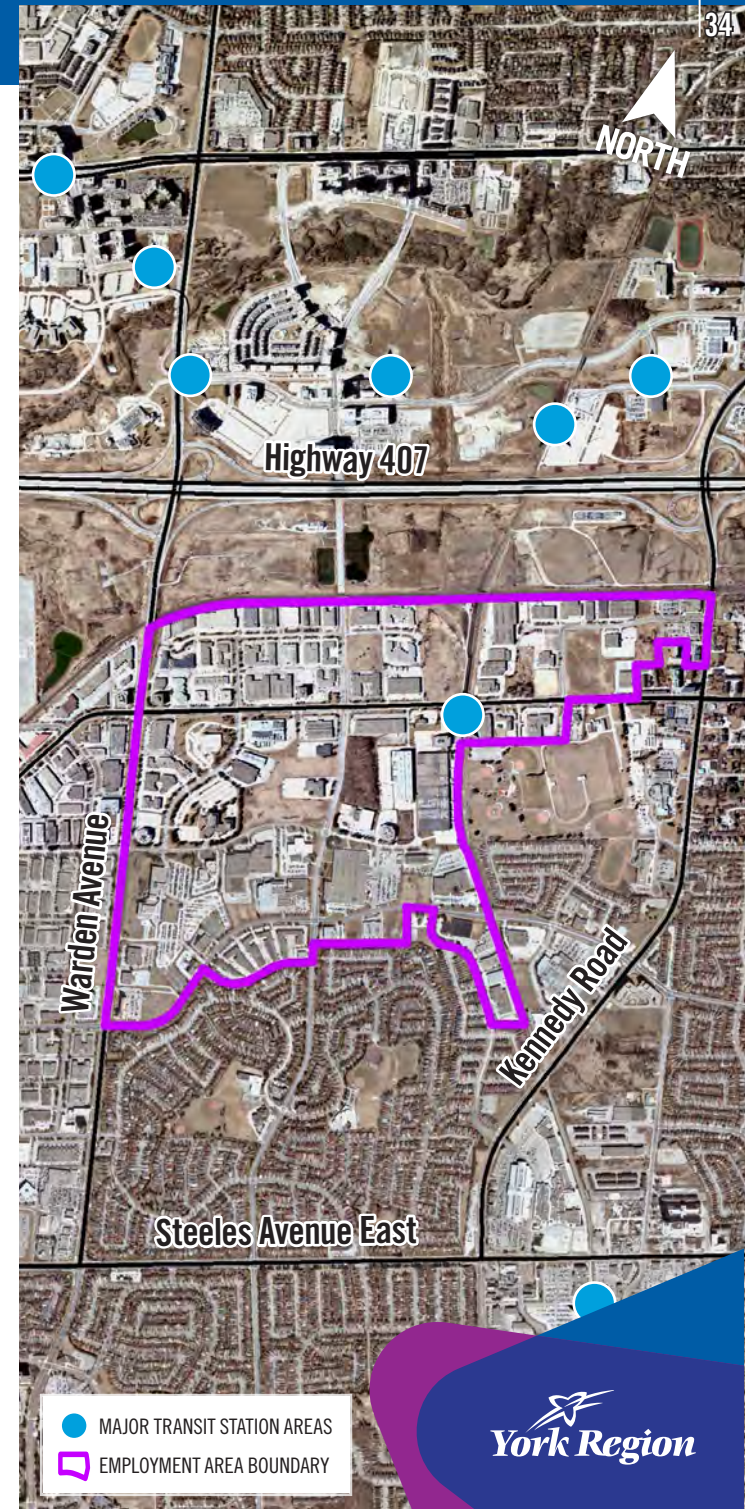 34
NORTH
Highway 407
Warden Avenue
Kennedy Road
Steeles Avenue East
MAJOR TRANSIT STATION AREAS
EMPLOYMENT AREA BOUNDARY
York Region